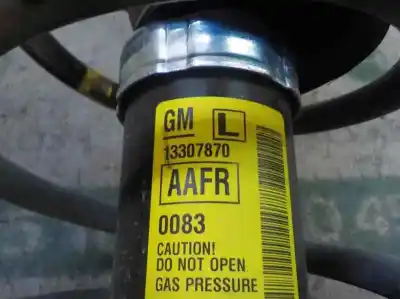 GM L
13307870
AAFR
0083
CAUTION!
DO NOT OPEN
GAS PRESSURE